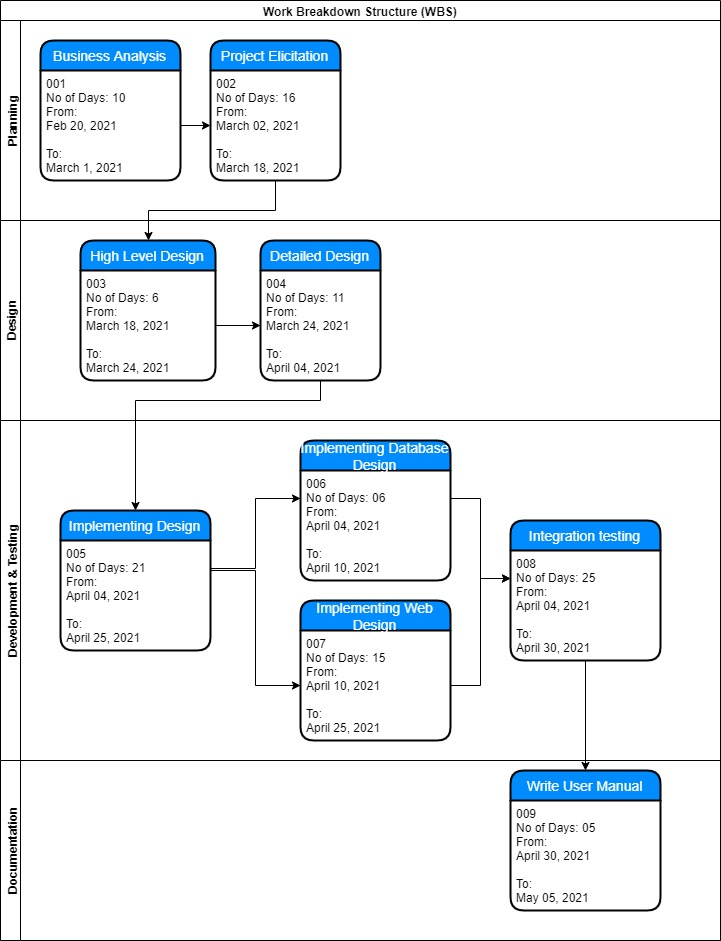 Work Breakdown Structure (WBS)
Planning
Business Analysis
001
No of Days: 10
From:
Feb 20, 2021
To:
March 1, 2021
Project Elicitation
002
No of Days: 16
From:
March 02, 2021
To:
March 18, 2021
Design
High Level Design
003
No of Days: 6
From:
March 18, 2021
To:
March 24, 2021
Detailed Design
004
No of Days: 11
From:
March 24, 2021
To:
April 04, 2021
Development & Testing
Implementing Design
005
No of Days: 21
From:
April 04, 2021
To:
April 25, 2021
Implementing Database
Design
006
No of Days: 06
From:
April 04, 2021
To:
April 10, 2021
Implementing Web
Design
007
No of Days: 15
From:
April 10, 2021
To:
April 25, 2021
Integration testing
008
No of Days: 25
From:
April 04, 2021
To:
April 30, 2021
Documentation
Write User Manual
009
No of Days: 05
From:
April 30, 2021
To:
May 05, 2021